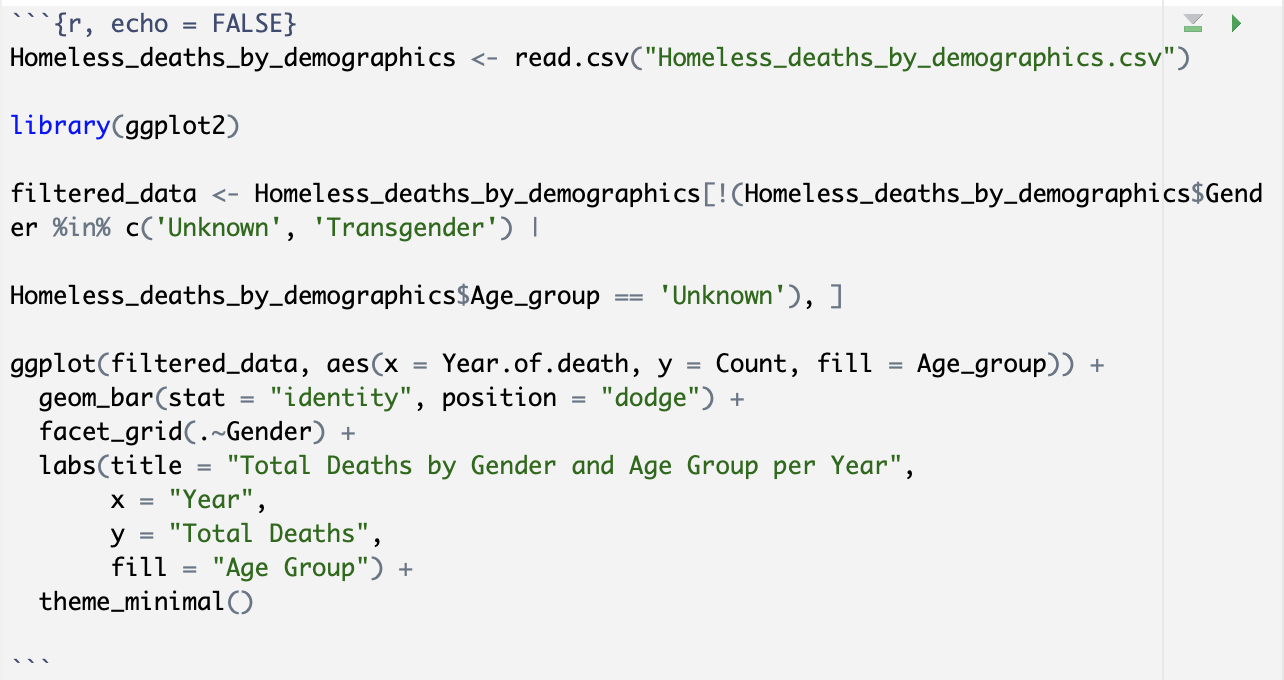 ```{r, echo = FALSE}
Homeless_deaths_by_demographics <- read.csv("Homeless_deaths_by_demographics.csv")
library(ggplot2)
filtered_data <- Homeless_deaths_by_demographics[!(Homeless_deaths_by_demographics$Gend
er %in% c('Unknown', 'Transgender') |
Homeless_deaths_by_demographics$Age_group == 'Unknown'), ]
ggplot(filtered_data, aes(x = Year.of.death, y = Count, fill = Age_group)) +
  geom_bar(stat = "identity", position = "dodge") +
  facet_grid(.~Gender) +
  labs(title = "Total Deaths by Gender and Age Group per Year",
       x = "Year",
       y = "Total Deaths",
       fill = "Age Group") +
  theme_minimal()
```